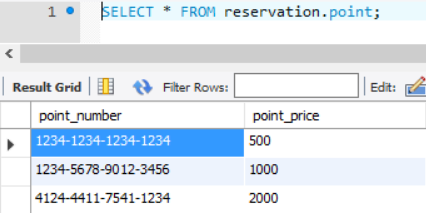 1 SELECT * FROM reservation.point;
Result Grid Filter Rows: Edit:
point_number point_price
1234-1234-1234-1234 500
1234-5678-9012-3456 1000
4124-4411-7541-1234 2000